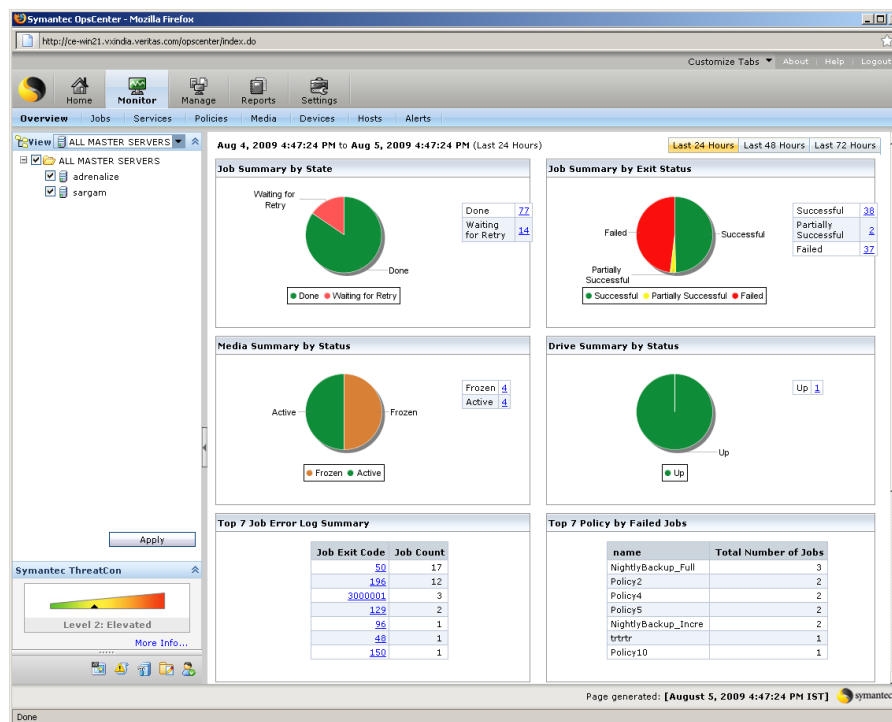 Symantec OpsCenter - Mozilla Firefox
http://ce-win21.vxindia.veritas.com/opscenter/index.do
Customize Tabs About Help Logout
Home Monitor Manage Reports Settings
Overview Jobs Services Policies Media Devices Hosts Alerts
View ALL MASTER SERVERS
ALL MASTER SERVERS
adrenalize
sargam
Apply
Symantec ThreatCon
Level 2: Elevated
More Info...
Aug 4, 2009 4:47:24 PM to Aug 5, 2009 4:47:24 PM (Last 24 Hours)
Last 24 Hours Last 48 Hours Last 72 Hours
Job Summary by State
Waiting for
Retry
Done
Done 77
Waiting
for Retry 14
Done Waiting for Retry
Job Summary by Exit Status
Failed
Successful
Partially
Successful
Successful 38
Partially
Successful 2
Failed 37
Successful Partially Successful Failed
Media Summary by Status
Active
Frozen
Frozen 4
Active 4
Frozen Active
Drive Summary by Status
Up
Up 1
Up
Top 7 Job Error Log Summary
Job Exit Code Job Count
50 17
196 12
3000001 3
129 2
96 1
48 1
150 1
Top 7 Policy by Failed Jobs
name Total Number of Jobs
NightlyBackup_Full 3
Policy2 2
Policy4 2
Policy5 2
NightlyBackup_Incre 2
trtrtr 1
Policy10 1
Page generated: [August 5, 2009 4:47:24 PM IST] symantec
Done